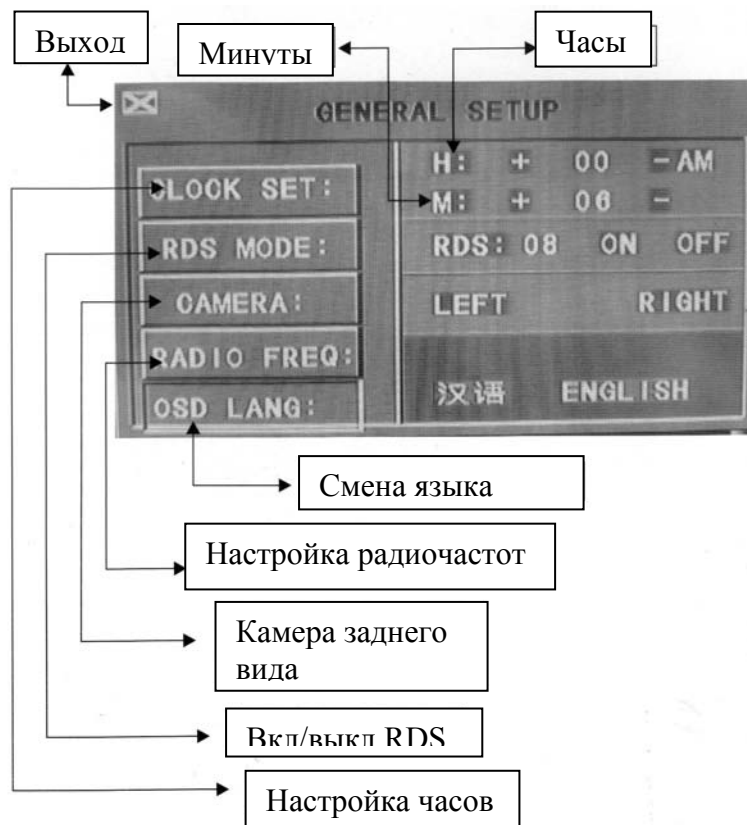 Выход
Минуты
Часы
GENERAL SETUP
CLOCK SET:
H: + 00 - AM
M: + 06 -
RDS MODE:
RDS: 08 ON OFF
CAMERA:
LEFT RIGHT
RADIO FREQ:
OSD LANG:
汉语 ENGLISH
Смена языка
Настройка радиочастот
Камера заднего
вида
Вкл/выкл RDS
Настройка часов